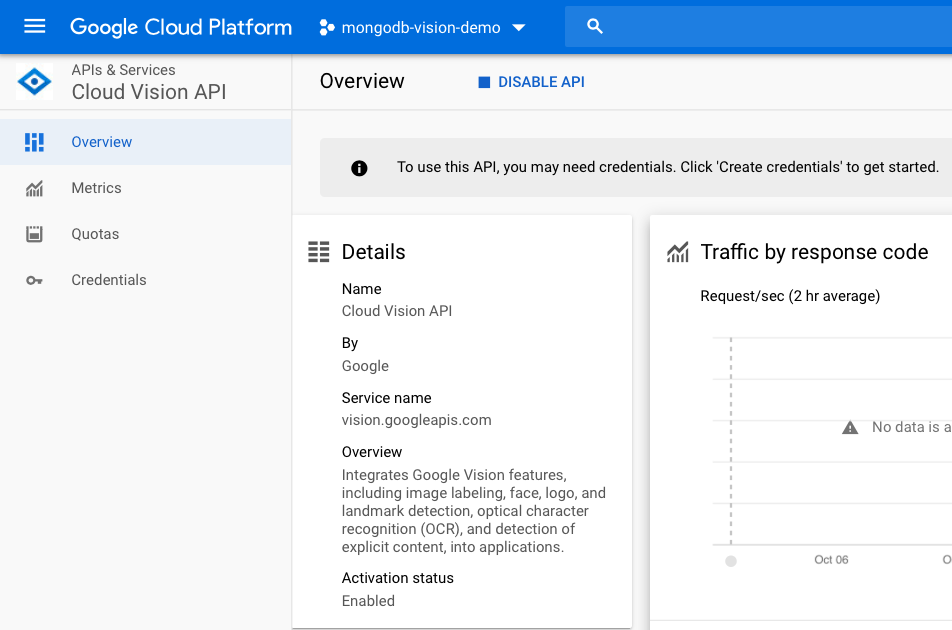 Google Cloud Platform
mongodb-vision-demo
APIs & Services
Cloud Vision API
Overview
DISABLE API
Overview
Metrics
Quotas
Credentials
To use this API, you may need credentials. Click 'Create credentials' to get started.
Details
Name
Cloud Vision API
By
Google
Service name
vision.googleapis.com
Overview
Integrates Google Vision features,
including image labeling, face, logo, and
landmark detection, optical character
recognition (OCR), and detection of
explicit content, into applications.
Activation status
Enabled
Traffic by response code
Request/sec (2 hr average)
No data is a
Oct 06
O